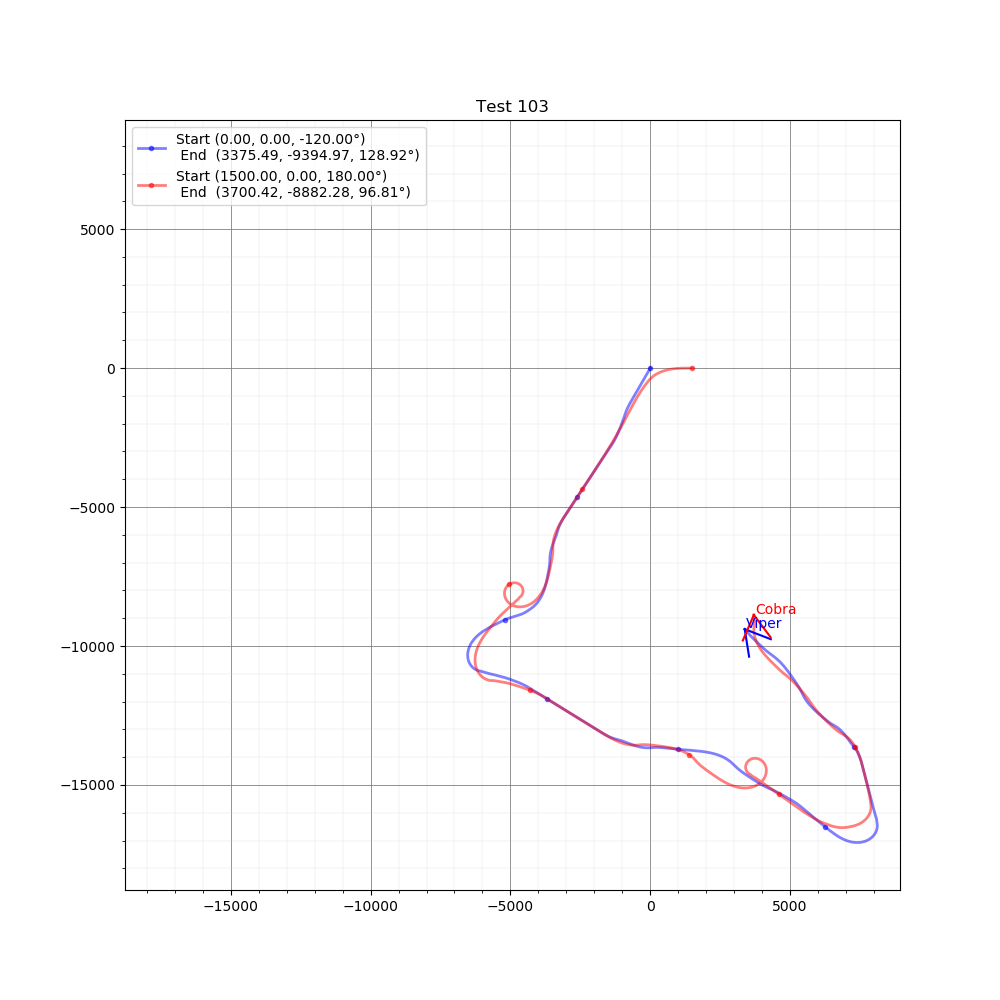 Test 103
Start (0.00, 0.00, -120.00°)
End (3375.49, -9394.97, 128.92°)
Start (1500.00, 0.00, 180.00°)
End (3700.42, -8882.28, 96.81°)
5000
0
−5000
−10000
−15000
Cobra
Viper
−15000 −10000 −5000 0 5000